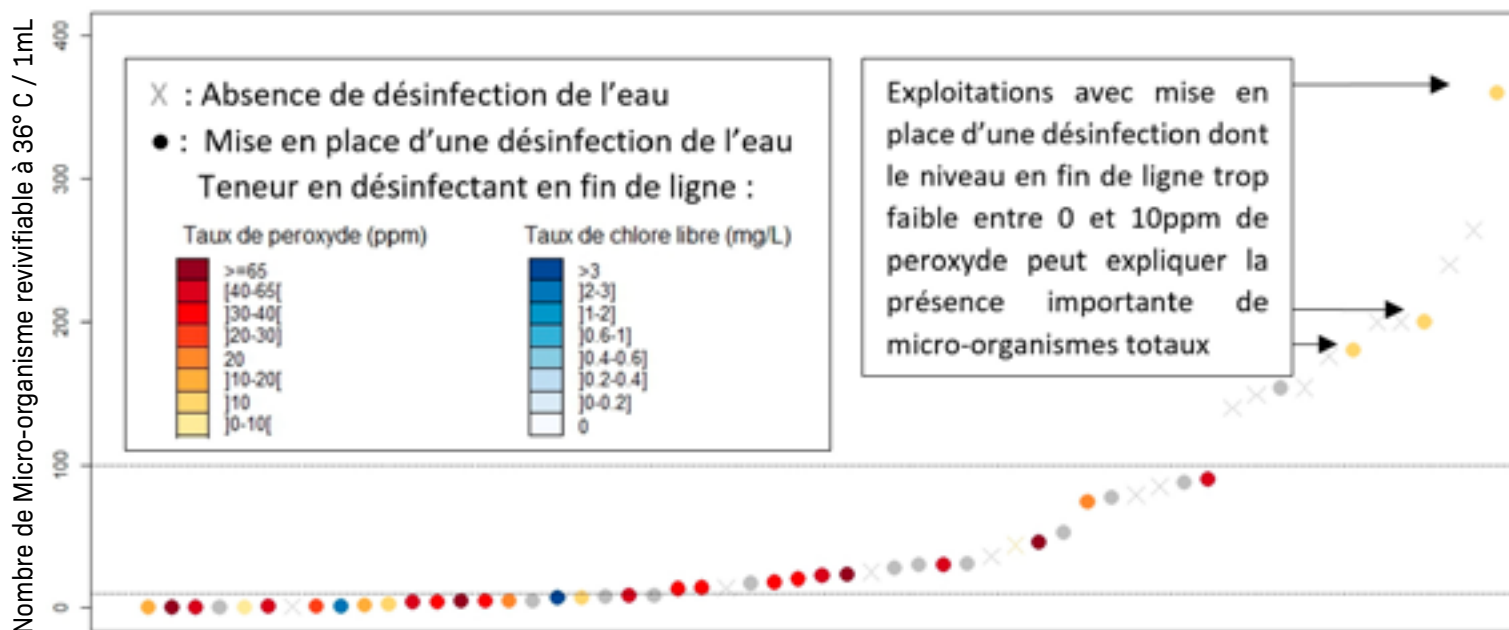 Nombre de Micro-organisme revivifiable à 36° C / 1mL
400
300
200
100
0
X : Absence de désinfection de l'eau
● : Mise en place d'une désinfection de l'eau
Teneur en désinfectant en fin de ligne :
Taux de peroxyde (ppm)
>=65
[40-65[
]30-40[
]20-30]
20
]10-20[
]10
]0-10[
Taux de chlore libre (mg/L)
>3
]2-3]
]1-2]
]0.6-1]
]0.4-0.6]
]0.2-0.4]
]0-0.2]
0
Exploitations avec mise en
place d'une désinfection dont
le niveau en fin de ligne trop
faible entre 0 et 10ppm de
peroxyde peut expliquer la
présence importante de
micro-organismes totaux